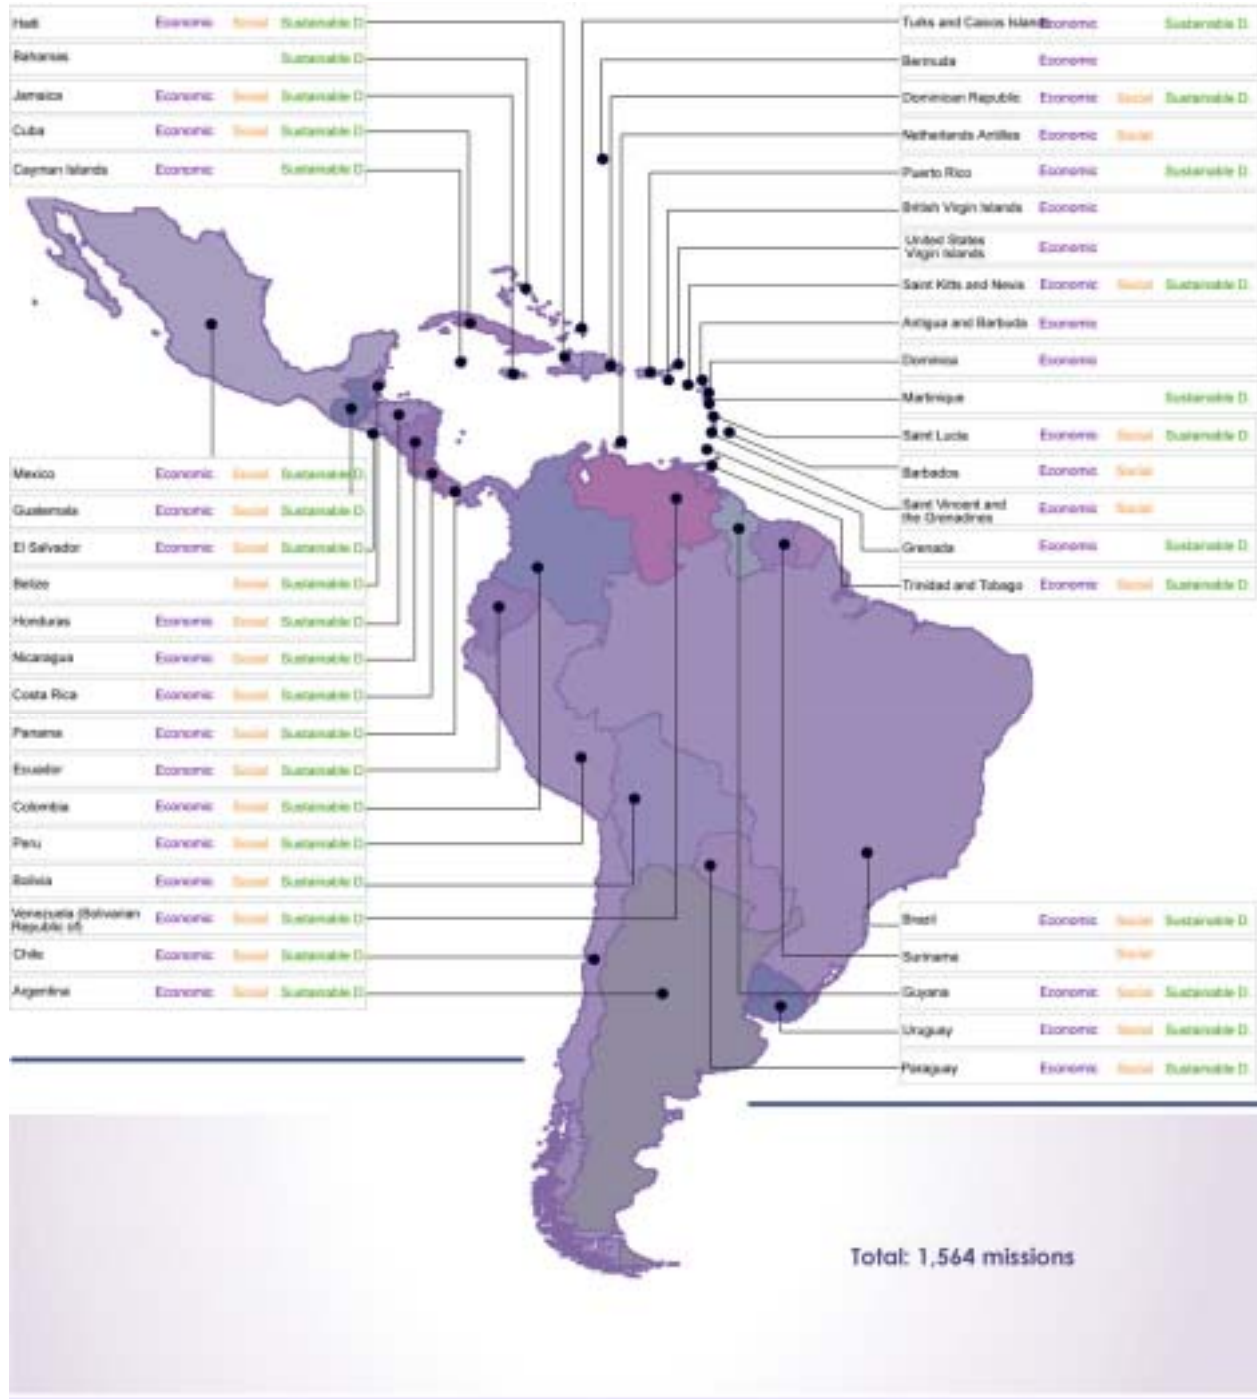 Haiti Economic Social Sustainable D.
Bahamas Sustainable D.
Jamaica Economic Social Sustainable D.
Cuba Economic Social Sustainable D.
Cayman Islands Economic Sustainable D.
Turks and Caicos Islands Economic Sustainable D.
Bermuda Economic
Dominican Republic Economic Social Sustainable D.
Netherlands Antilles Economic Social
Puerto Rico Economic Sustainable D.
British Virgin Islands Economic
United States
Virgin Islands Economic
Saint Kitts and Nevis Economic Social Sustainable D.
Antigua and Barbuda Economic
Dominica Economic
Martinique Sustainable D.
Saint Lucia Economic Social Sustainable D.
Barbados Economic Social
Saint Vincent and
the Grenadines Economic Social
Grenada Economic Sustainable D.
Trinidad and Tobago Economic Social Sustainable D.
Mexico Economic Social Sustainable D.
Guatemala Economic Social Sustainable D.
El Salvador Economic Social Sustainable D.
Belize Social Sustainable D.
Honduras Economic Social Sustainable D.
Nicaragua Economic Social Sustainable D.
Costa Rica Economic Social Sustainable D.
Panama Economic Social Sustainable D.
Ecuador Economic Social Sustainable D.
Colombia Economic Social Sustainable D.
Peru Economic Social Sustainable D.
Bolivia Economic Social Sustainable D.
Venezuela (Bolivarian
Republic of) Economic Social Sustainable D.
Chile Economic Social Sustainable D.
Argentina Economic Social Sustainable D.
Brazil Economic Social Sustainable D.
Suriname Social
Guyana Economic Social Sustainable D.
Uruguay Economic Social Sustainable D.
Paraguay Economic Social Sustainable D.
Total: 1,564 missions